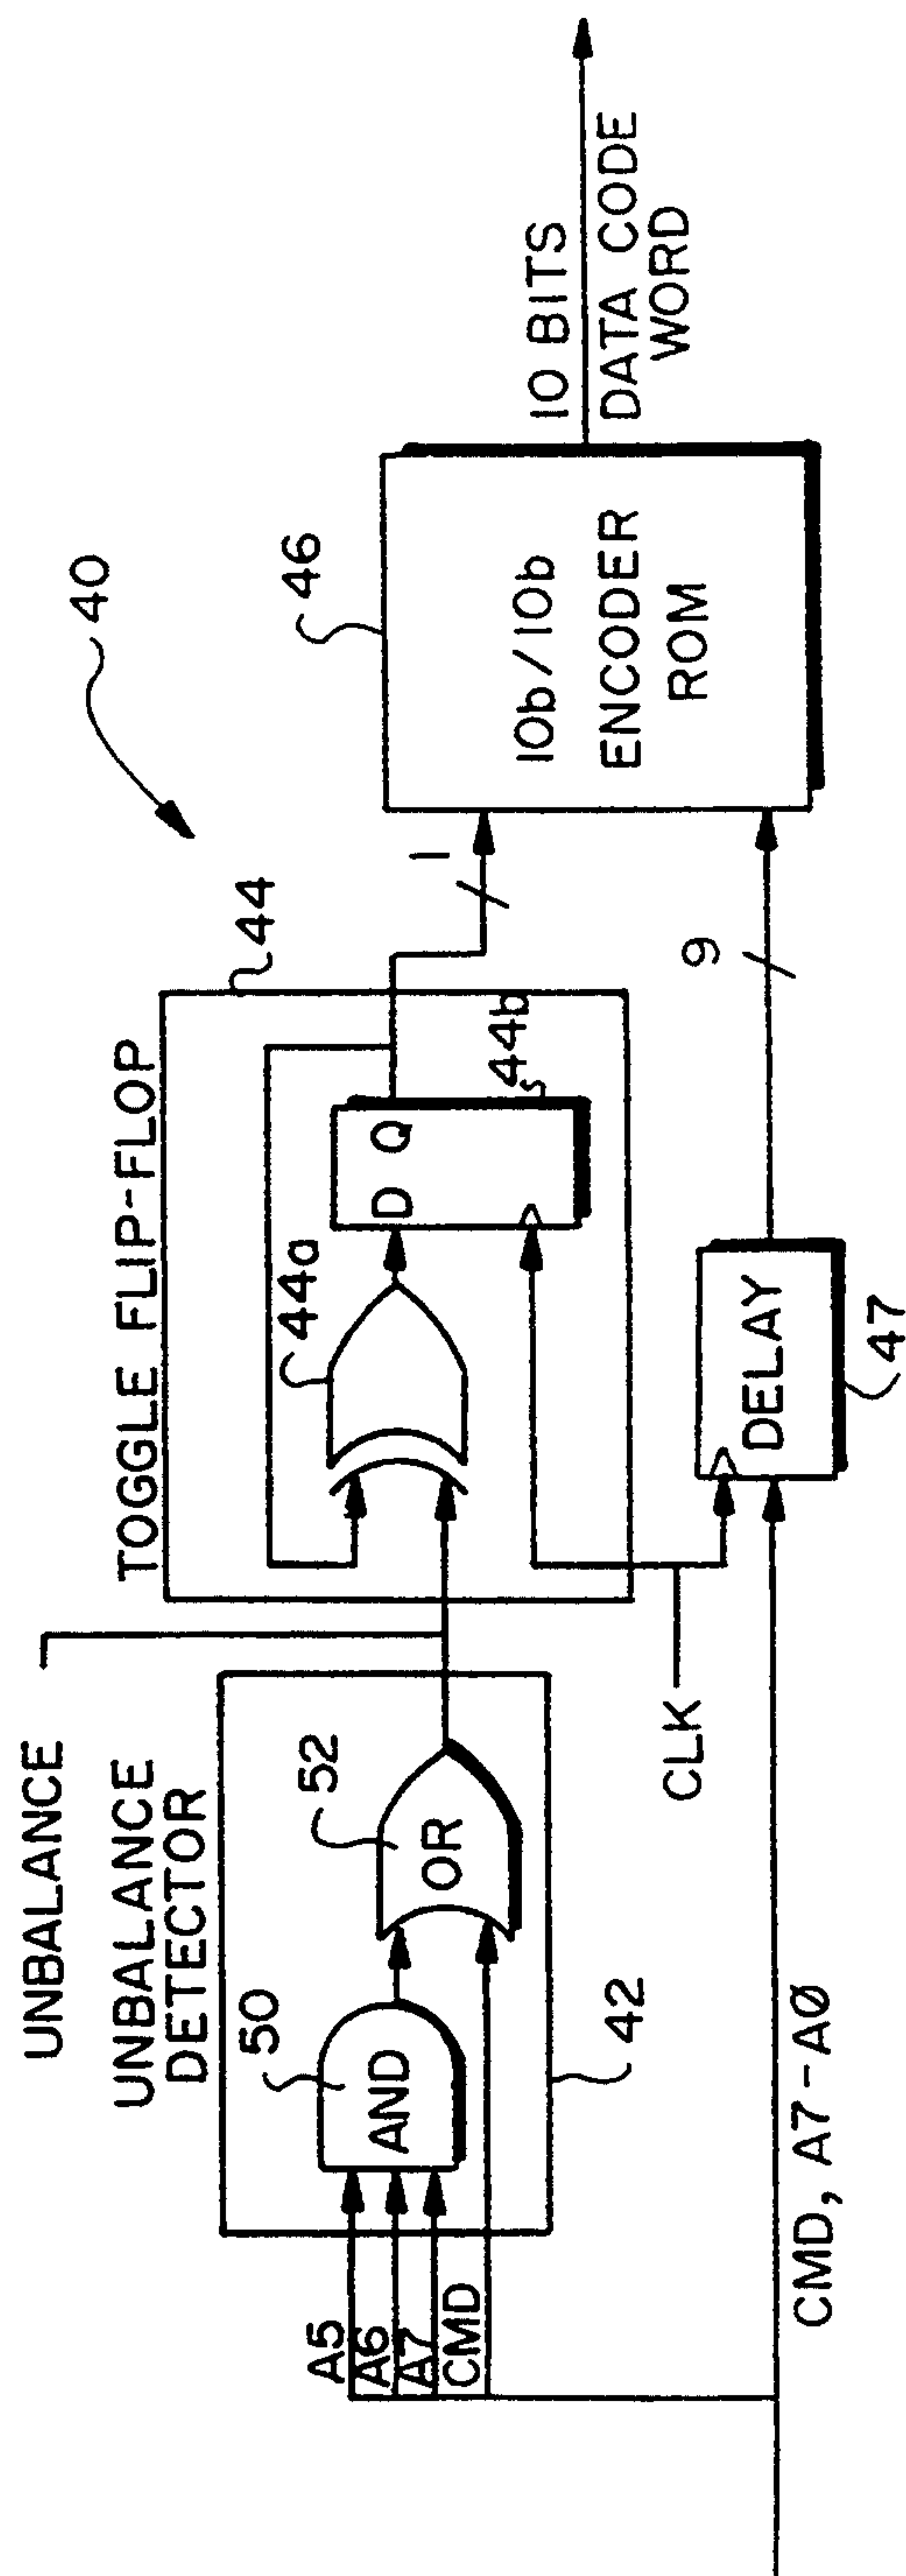 40
UNBALANCE
UNBALANCE
DETECTOR
50
AND
52
OR
42
A5
A6
A7
CMD
TOGGLE FLIP-FLOP
44
44a
D Q
44b
CLK
DELAY
47
CMD, A7-AØ
1
9
46
10b/10b
ENCODER
ROM
10 BITS
DATA CODE
WORD